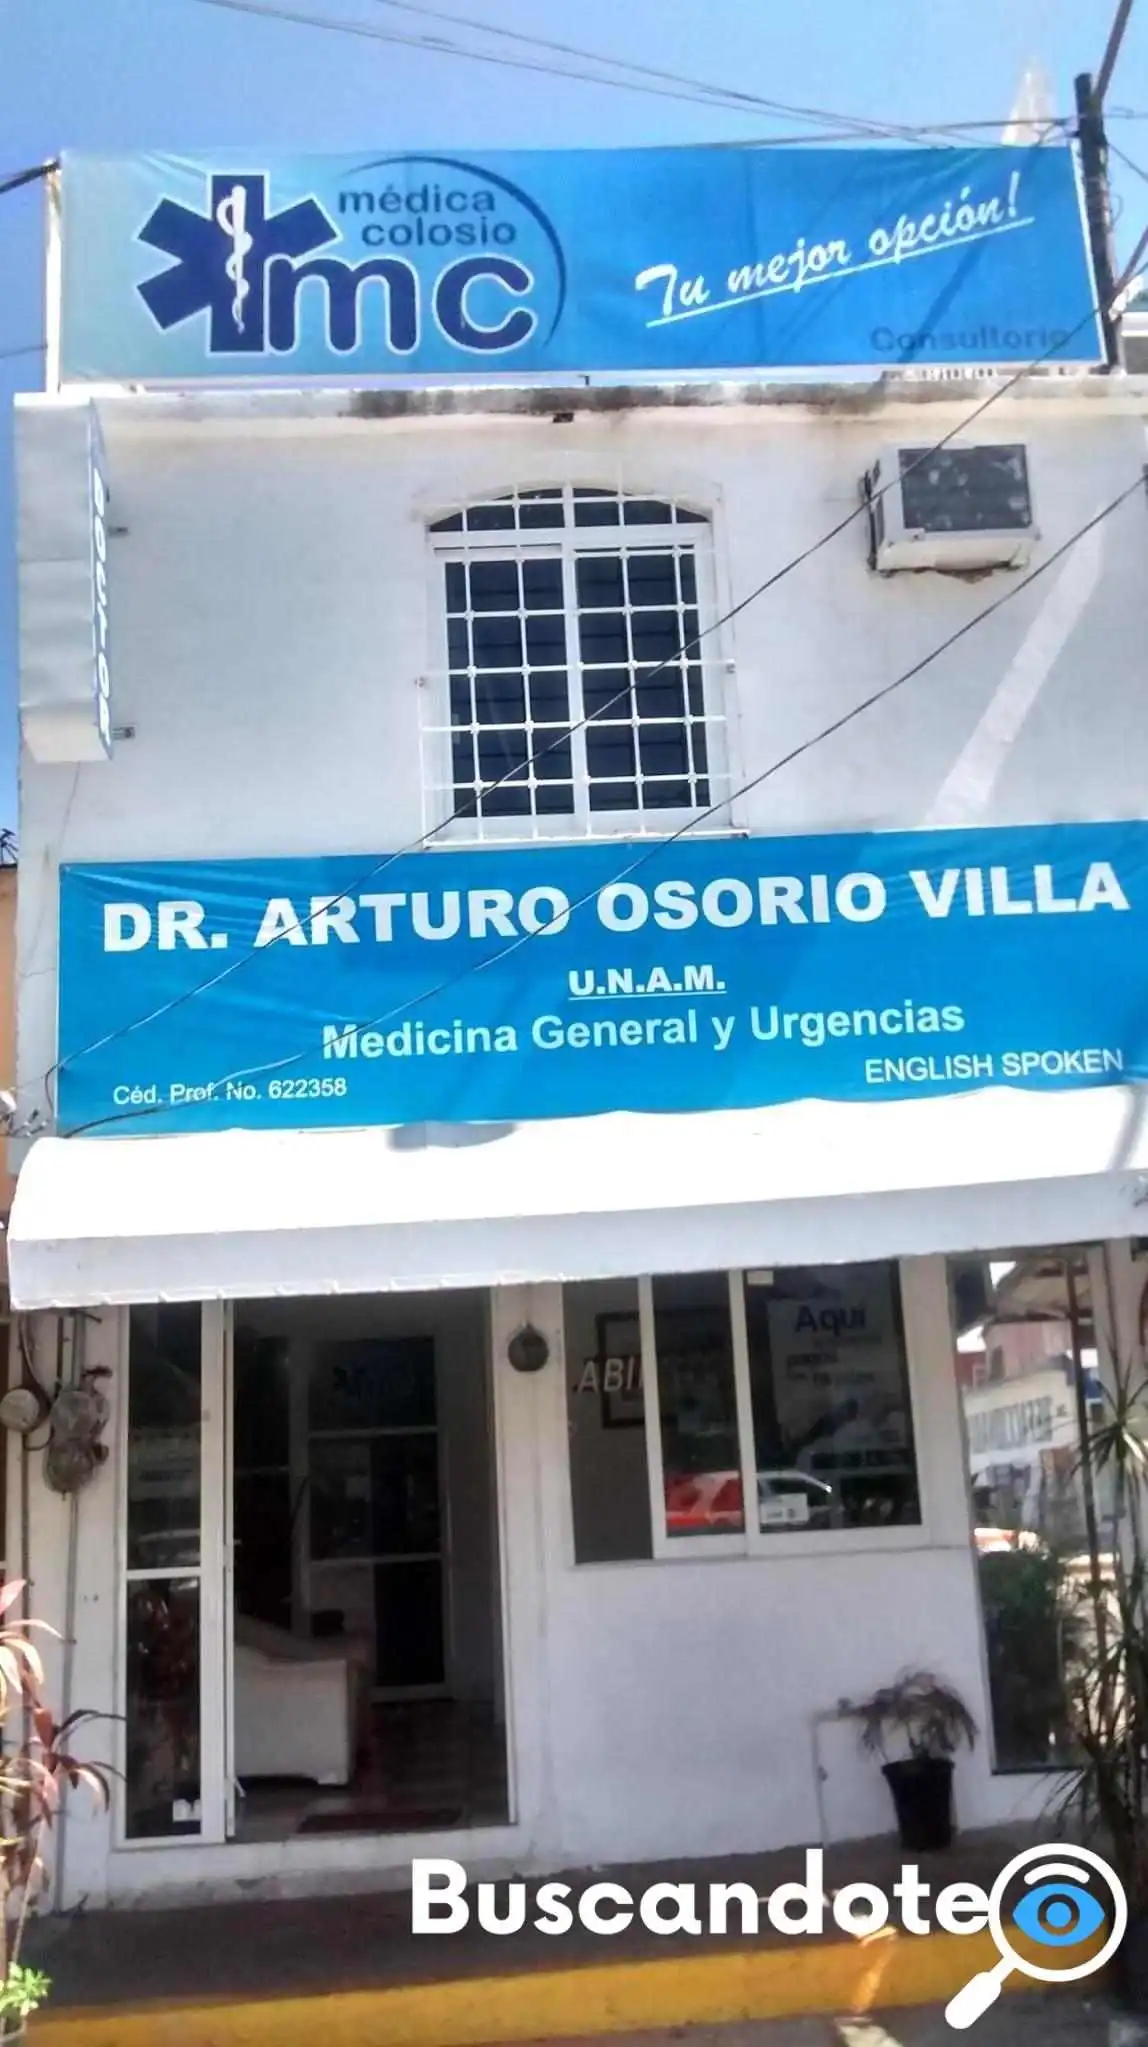 médica
colosio
mc
Tu mejor opción!
Consultorio
DR. ARTURO OSORIO VILLA
U.N.A.M.
Medicina General y Urgencias
Céd. Prof. No. 622358
ENGLISH SPOKEN
Aqui
ABI
Buscandote